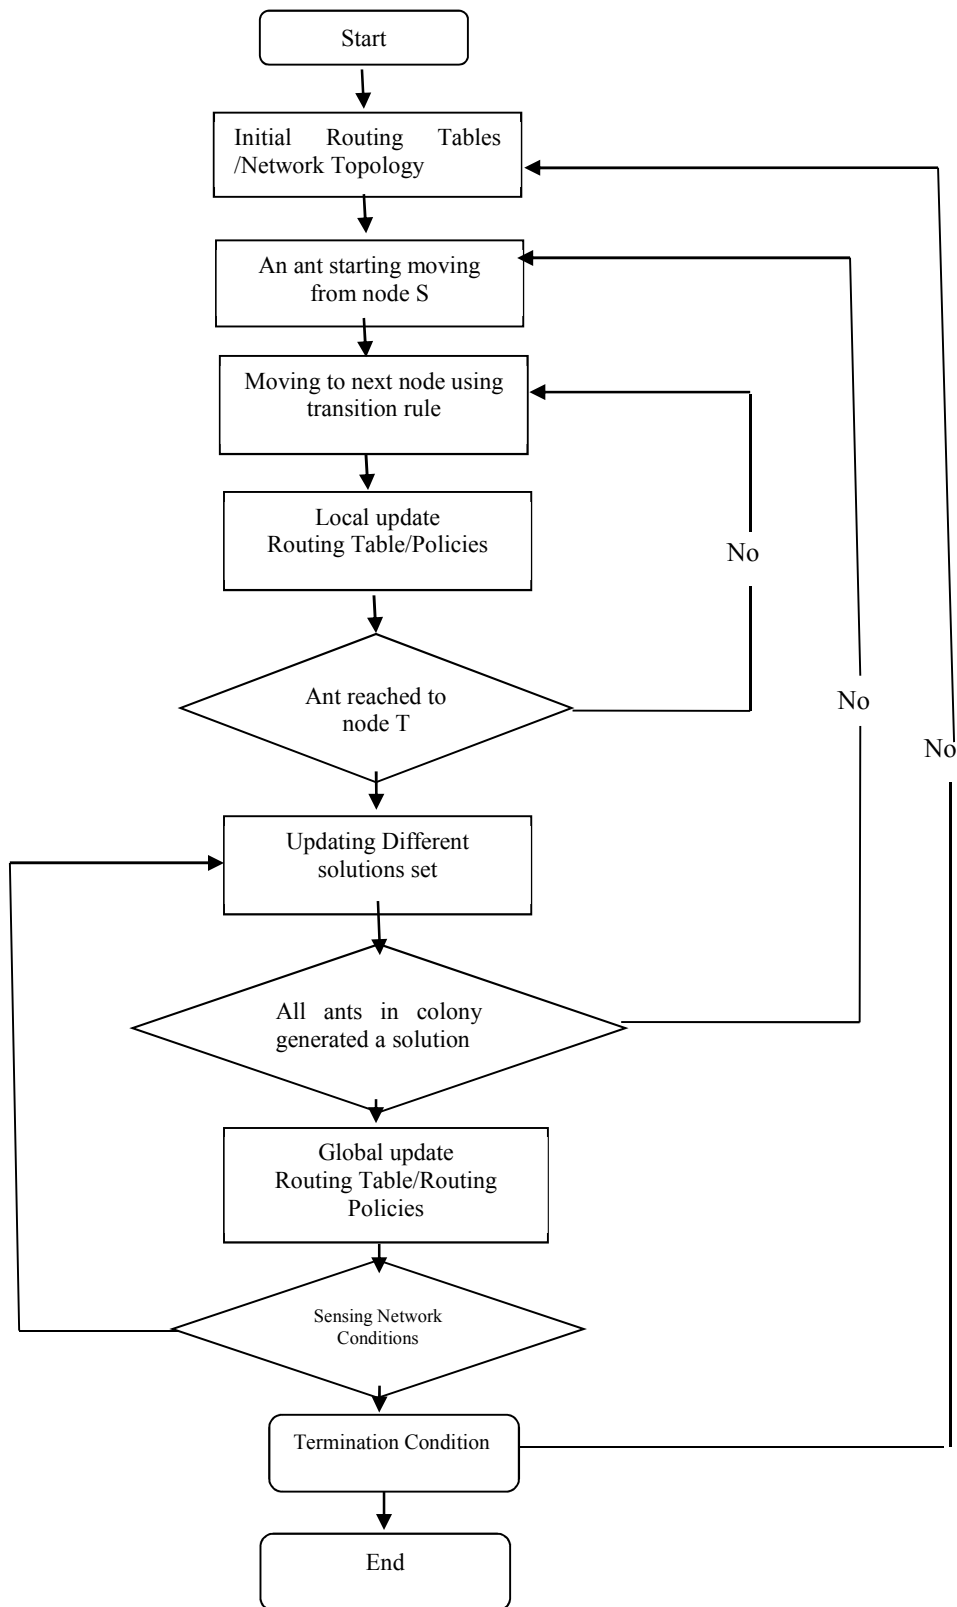 Start
Initial Routing Tables
/Network Topology
An ant starting moving
from node S
Moving to next node using
transition rule
Local update
Routing Table/Policies
No
Ant reached to
node T
No
No
Updating Different
solutions set
All ants in colony
generated a solution
Global update
Routing Table/Routing
Policies
Sensing Network
Conditions
Termination Condition
End